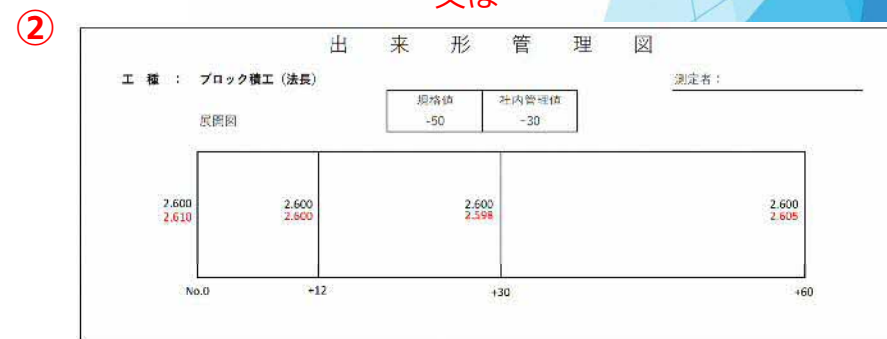 又は
②
出来形管理図
工種： ブロック積工（法長）
測定者：
規格値 社内管理値
-50 -30
展開図
2.600 2.600 2.600 2.600
2.610 2.600 2.598 2.605
No.0 +12 +30 +60